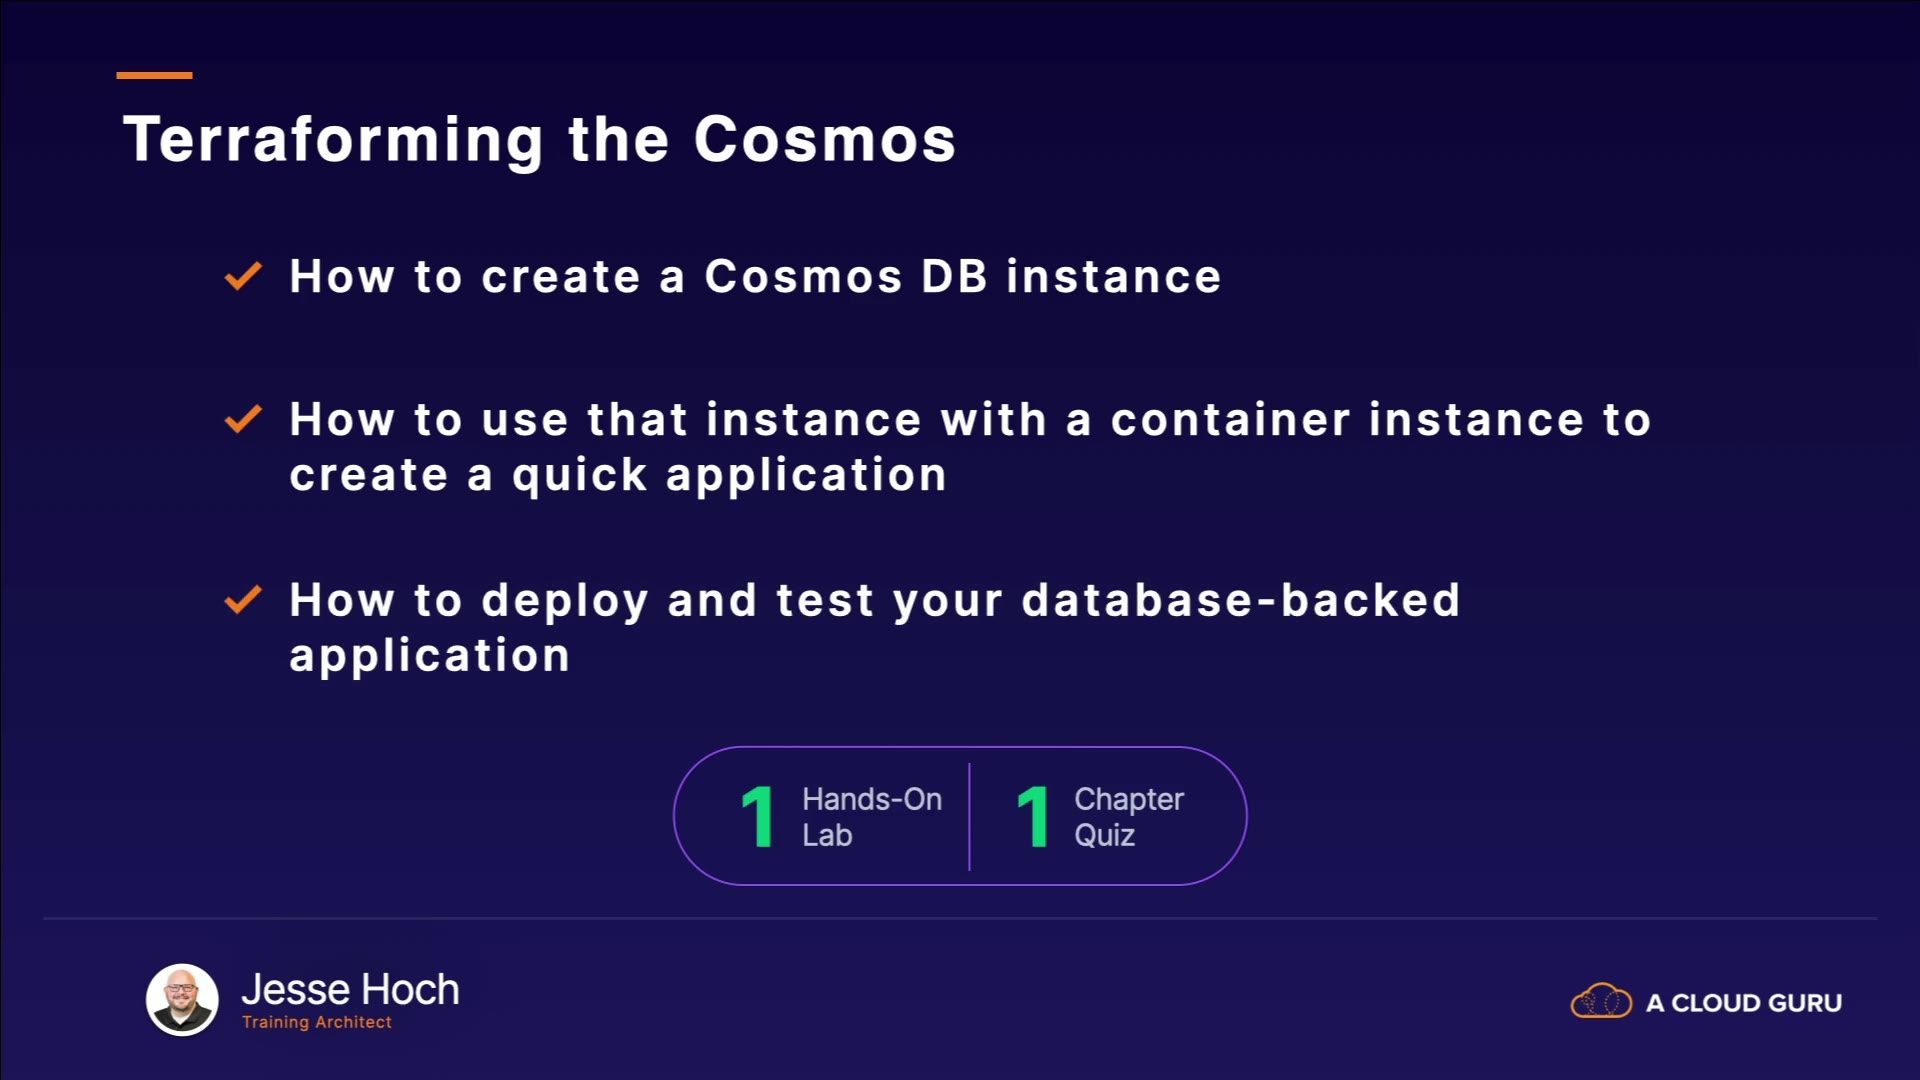 Terraforming the Cosmos
How to create a Cosmos DB instance
How to use that instance with a container instance to
create a quick application
How to deploy and test your database-backed
application
1 Hands-On
Lab
1 Chapter
Quiz
Jesse Hoch
Training Architect
A CLOUD GURU